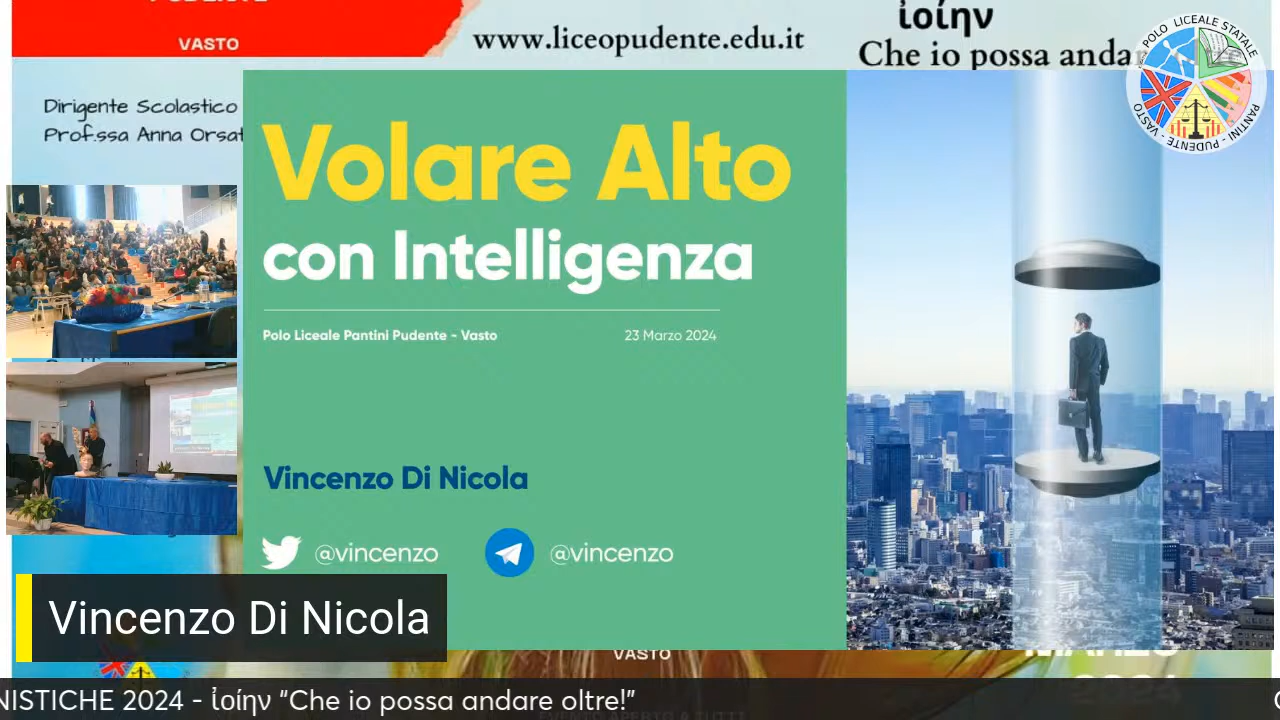 VASTO
www.liceopudente.edu.it
ἰοίην
Che io possa andar
POLO LICEALE STATALE
PANTINI - PUDENTE - VASTO
Dirigente Scolastico
Prof.ssa Anna Orsat
Volare Alto
con Intelligenza
Polo Liceale Pantini Pudente - Vasto
23 Marzo 2024
Vincenzo Di Nicola
@vincenzo
@vincenzo
Vincenzo Di Nicola
VASTO
NISTICHE 2024 - ἰοίην "Che io possa andare oltre!"